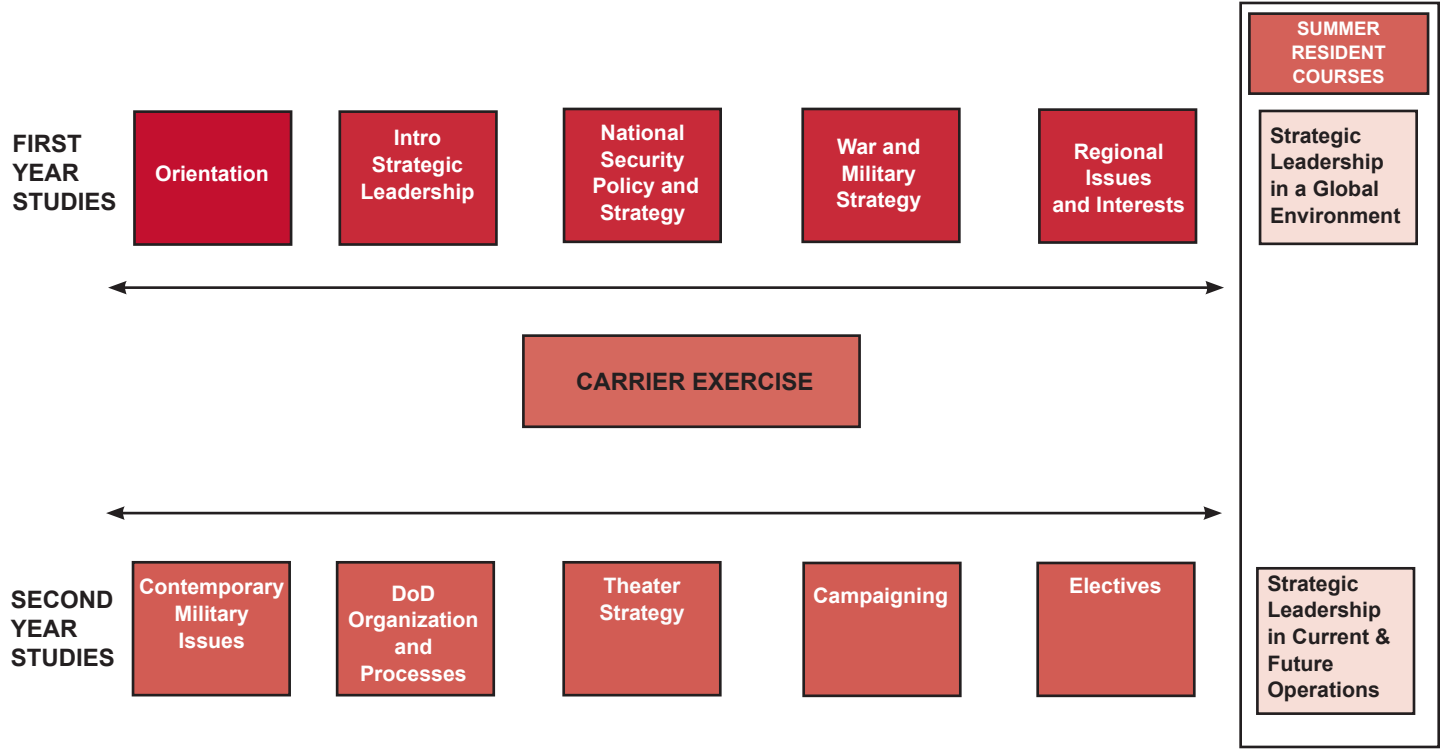 SUMMER
RESIDENT
COURSES
FIRST
YEAR
STUDIES
Orientation
Intro
Strategic
Leadership
National
Security
Policy and
Strategy
War and
Military
Strategy
Regional
Issues
and Interests
Strategic
Leadership
in a Global
Environment
CARRIER EXERCISE
SECOND
YEAR
STUDIES
Contemporary
Military
Issues
DoD
Organization
and
Processes
Theater
Strategy
Campaigning
Electives
Strategic
Leadership
in Current &
Future
Operations